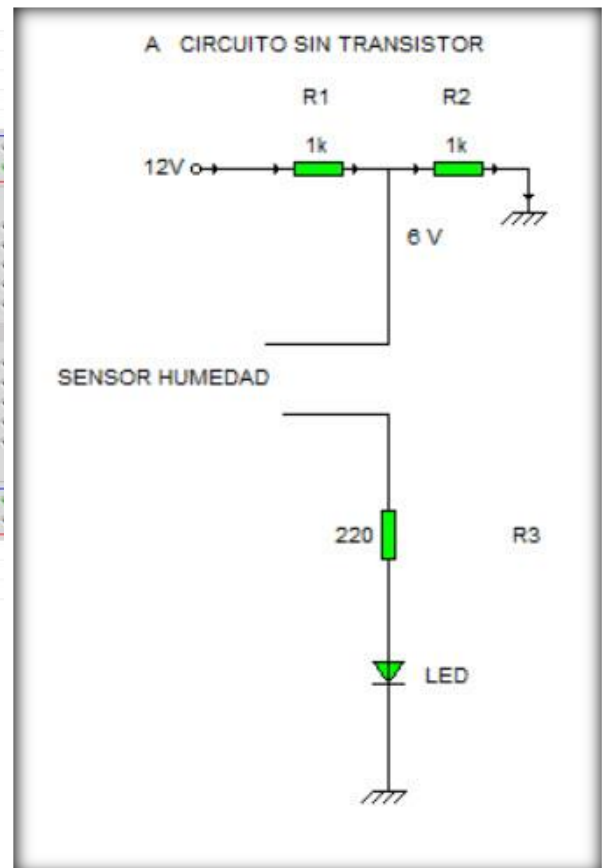 A CIRCUITO SIN TRANSISTOR
R1 R2
1k 1k
12V
6 V
SENSOR HUMEDAD
220 R3
LED